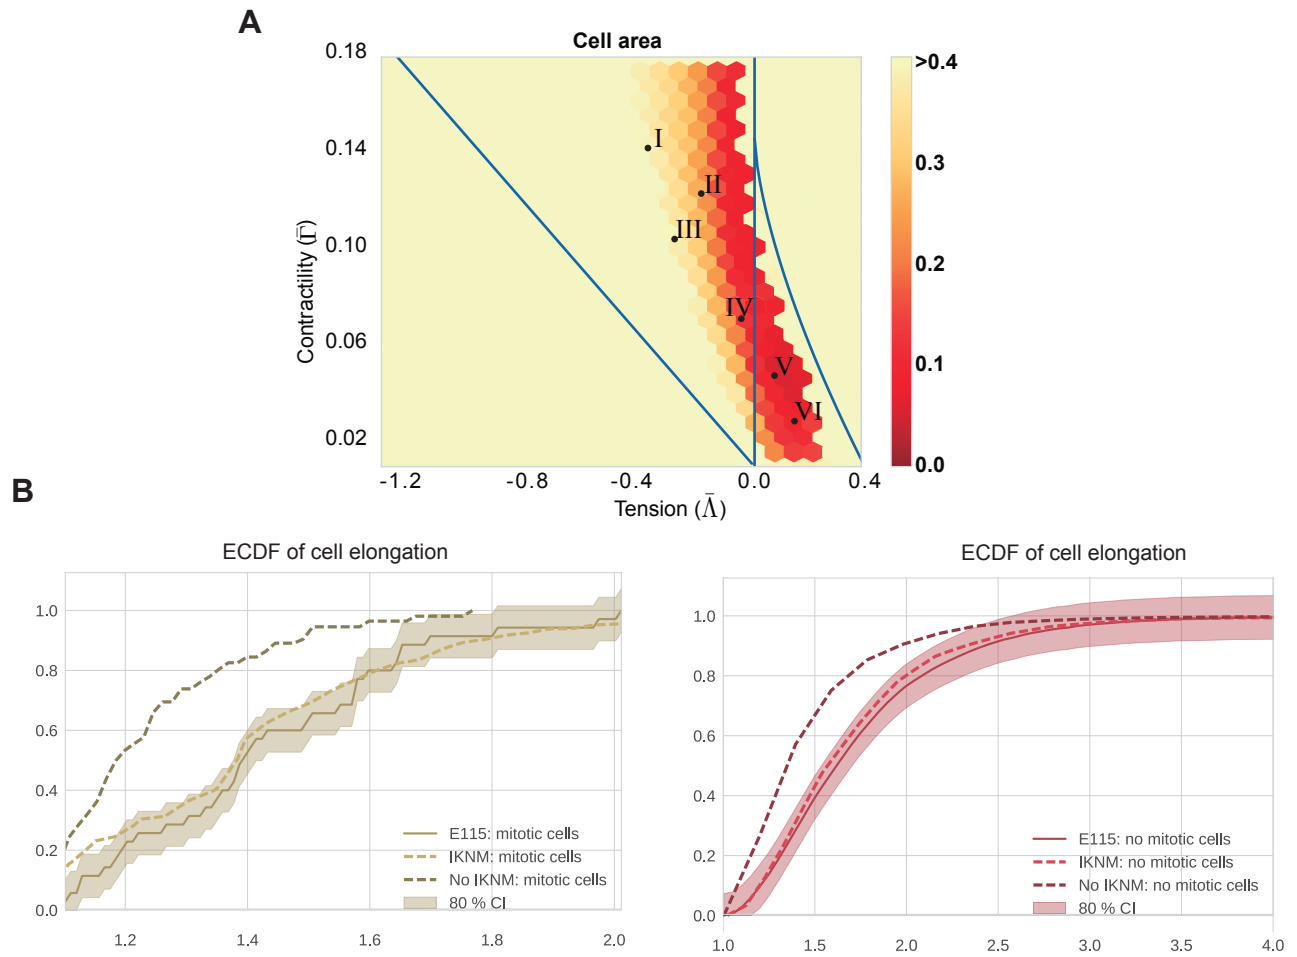 A
Cell area
0.18
0.14
0.10
0.06
0.02
Contractility (Γ̄)
I
II
III
IV
V
VI
-1.2 -0.8 -0.4 0.0 0.4
Tension (Λ̄)
>0.4
0.3
0.2
0.1
0.0
B
ECDF of cell elongation
1.0
0.8
0.6
0.4
0.2
0.0
E115: mitotic cells
IKNM: mitotic cells
No IKNM: mitotic cells
80 % CI
1.2 1.4 1.6 1.8 2.0
ECDF of cell elongation
1.0
0.8
0.6
0.4
0.2
0.0
E115: no mitotic cells
IKNM: no mitotic cells
No IKNM: no mitotic cells
80 % CI
1.0 1.5 2.0 2.5 3.0 3.5 4.0